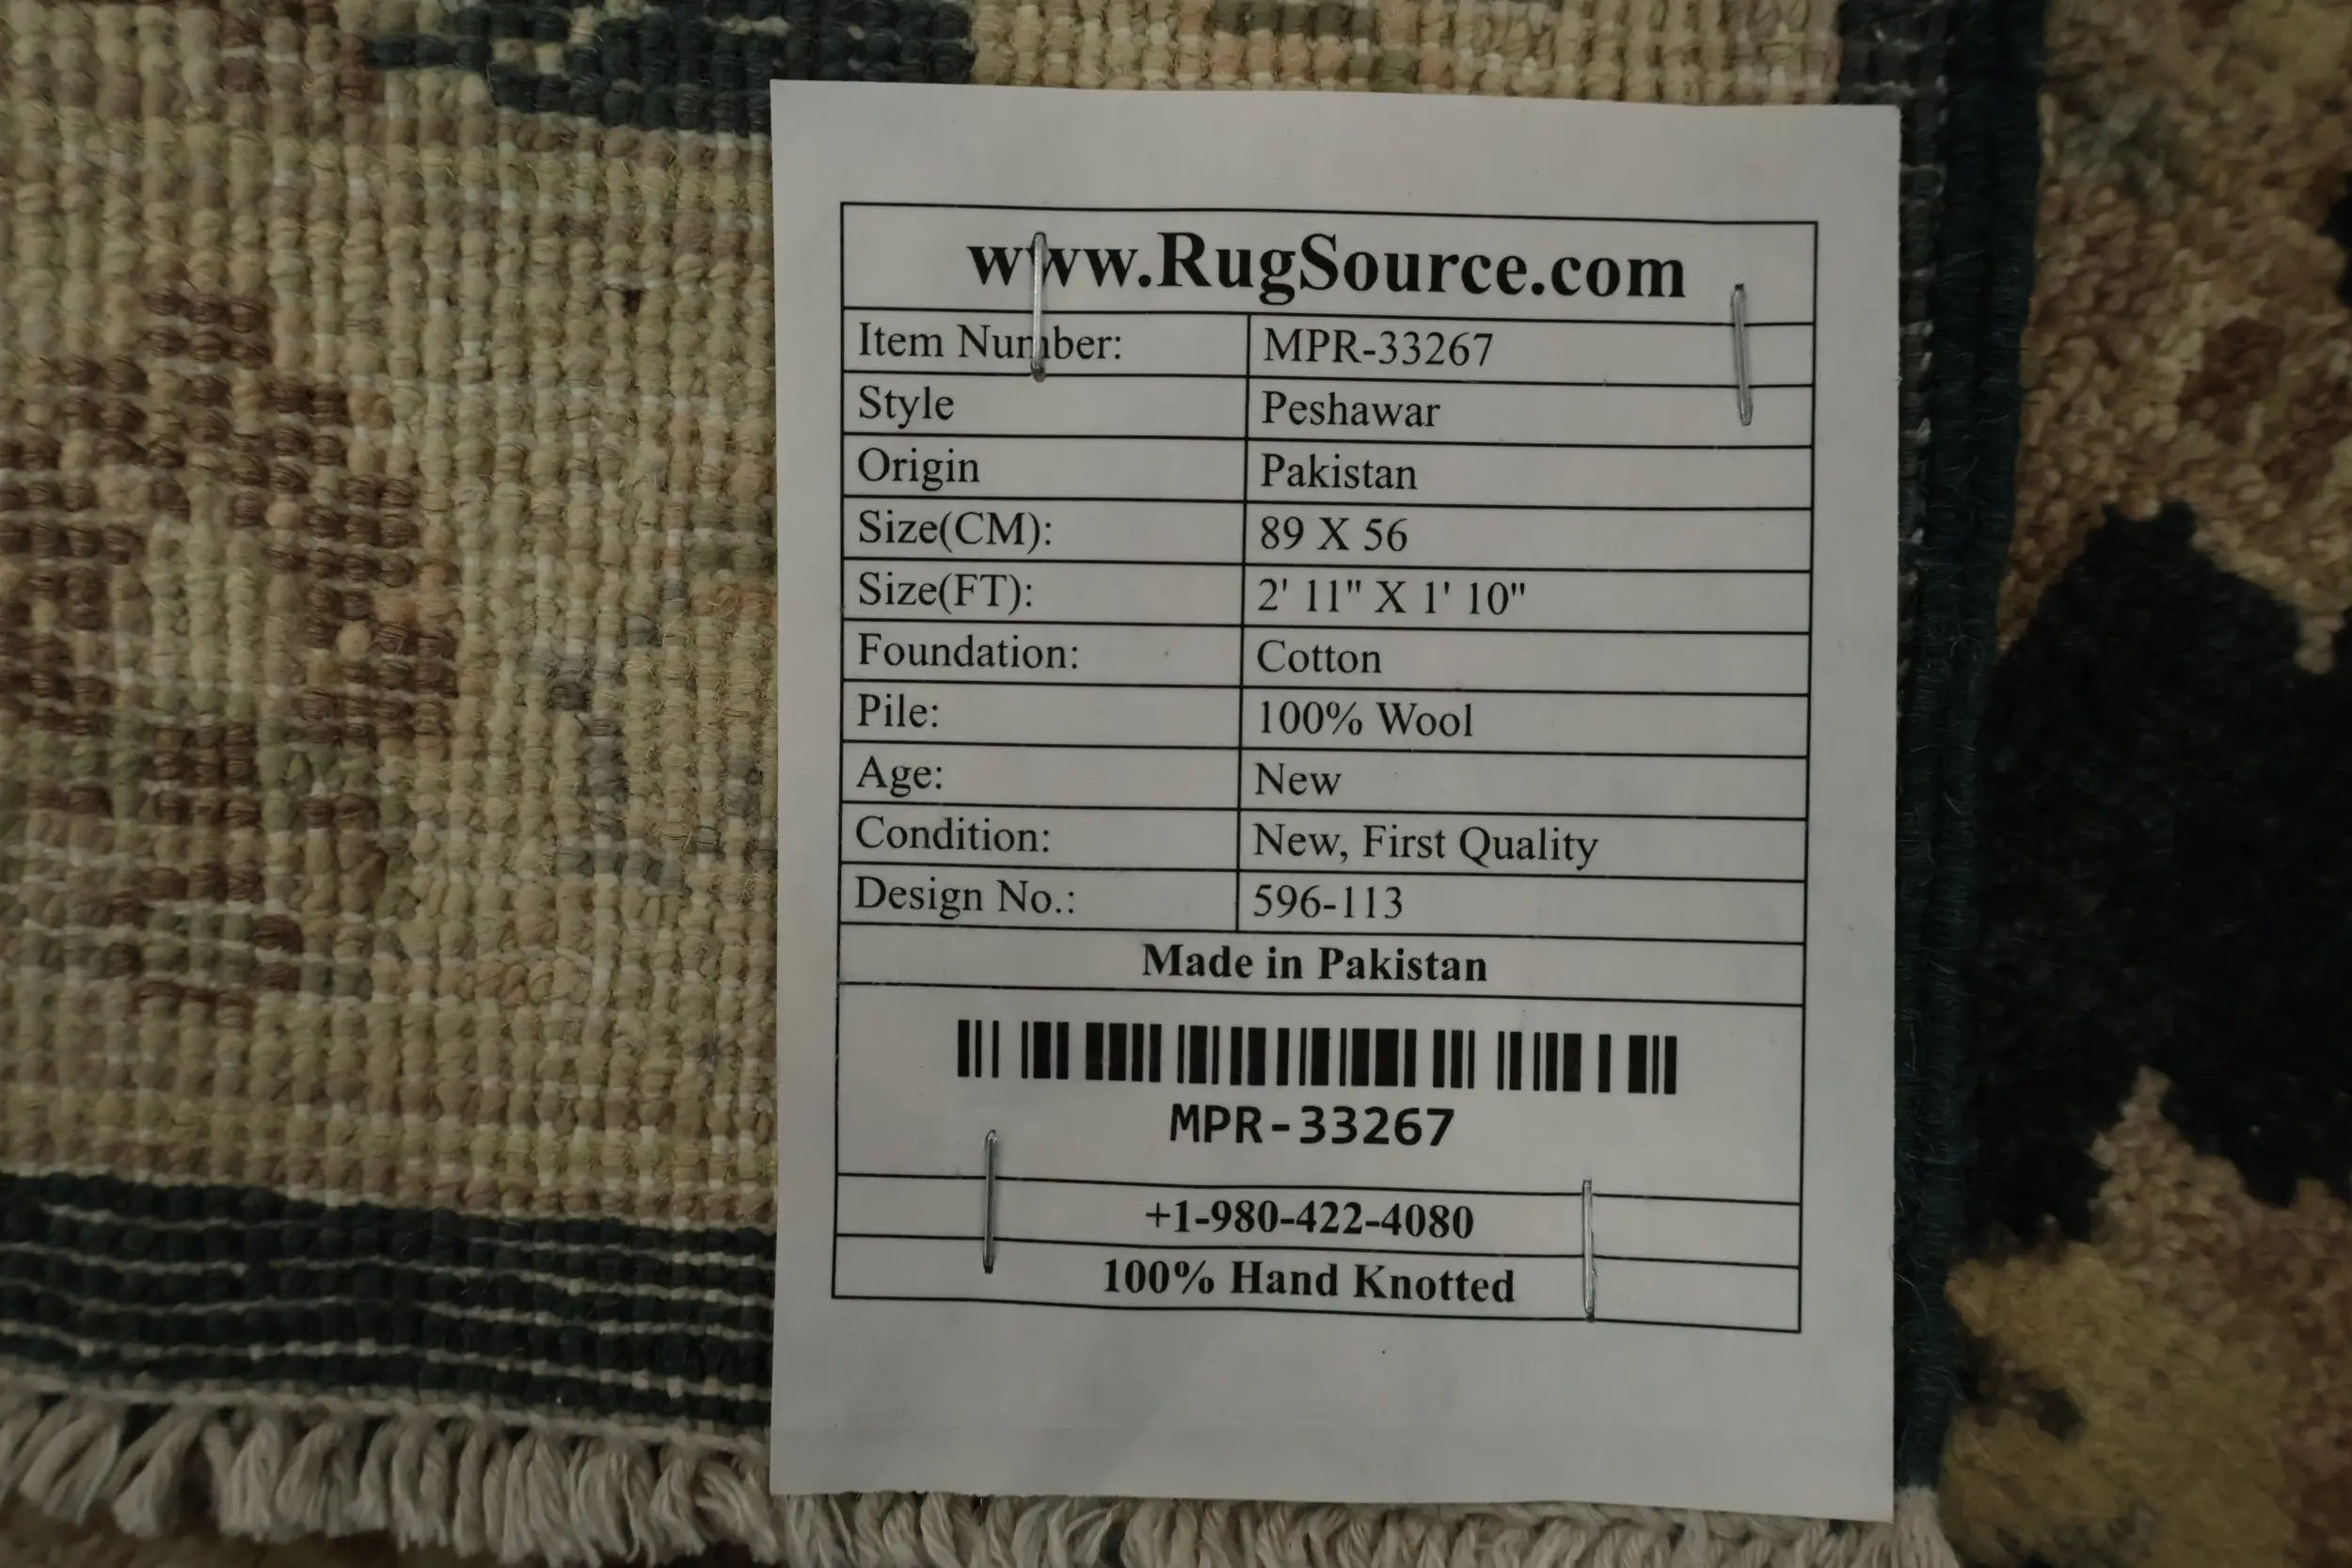 www.RugSource.com
Item Number: MPR-33267
Style Peshawar
Origin Pakistan
Size(CM): 89 X 56
Size(FT): 2' 11" X 1' 10"
Foundation: Cotton
Pile: 100% Wool
Age: New
Condition: New, First Quality
Design No.: 596-113
Made in Pakistan
MPR-33267
+1-980-422-4080
100% Hand Knotted